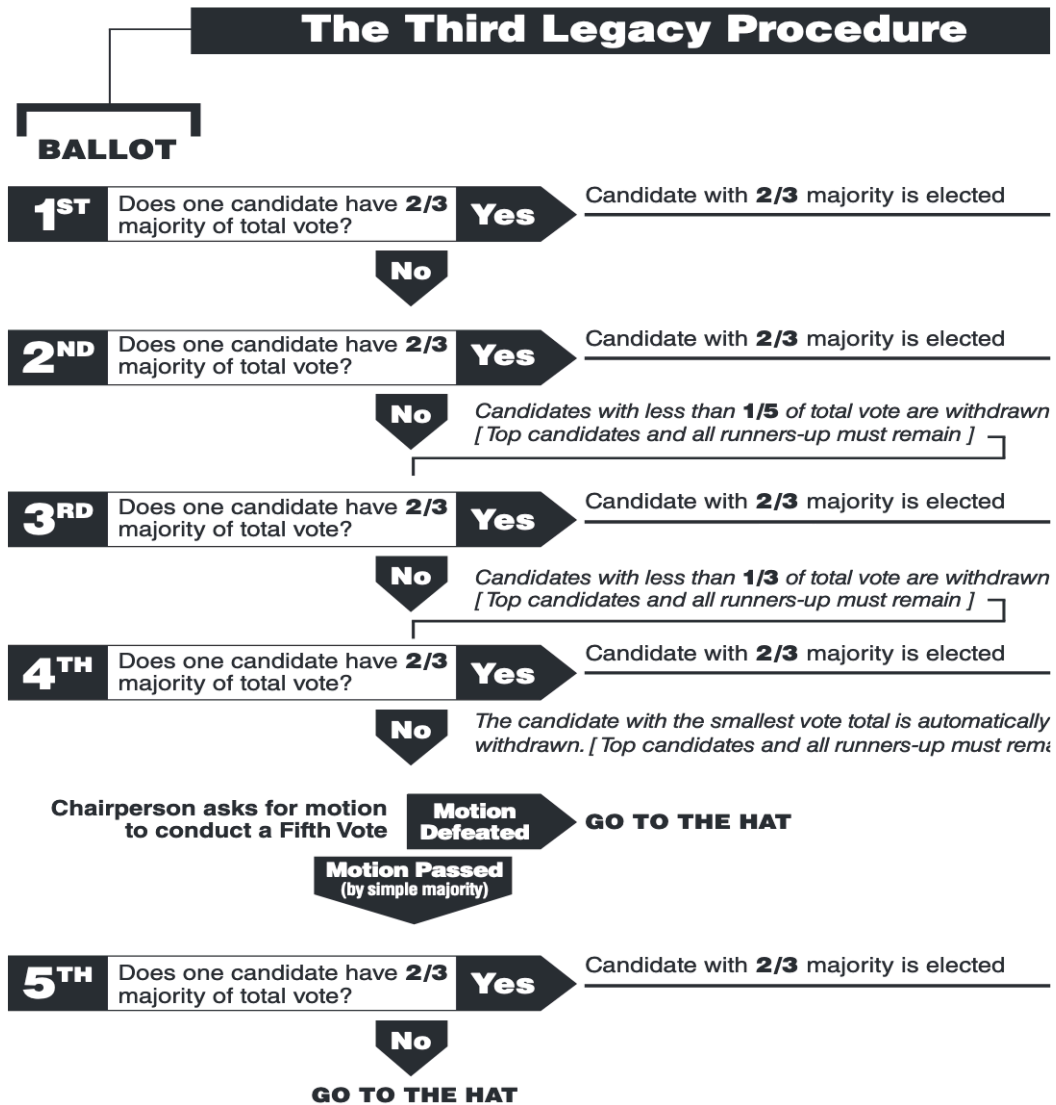 The Third Legacy Procedure
BALLOT
1ST
Does one candidate have 2/3
majority of total vote?
Yes
Candidate with 2/3 majority is elected
No
2ND
Does one candidate have 2/3
majority of total vote?
Yes
Candidate with 2/3 majority is elected
No
Candidates with less than 1/5 of total vote are withdrawn
[ Top candidates and all runners-up must remain ]
3RD
Does one candidate have 2/3
majority of total vote?
Yes
Candidate with 2/3 majority is elected
No
Candidates with less than 1/3 of total vote are withdrawn
[ Top candidates and all runners-up must remain ]
4TH
Does one candidate have 2/3
majority of total vote?
Yes
Candidate with 2/3 majority is elected
No
The candidate with the smallest vote total is automatically
withdrawn. [ Top candidates and all runners-up must
Chairperson asks for motion
to conduct a Fifth Vote
Motion
Defeated
GO TO THE HAT
Motion Passed
(by simple majority)
5TH
Does one candidate have 2/3
majority of total vote?
Yes
Candidate with 2/3 majority is elected
No
GO TO THE HAT